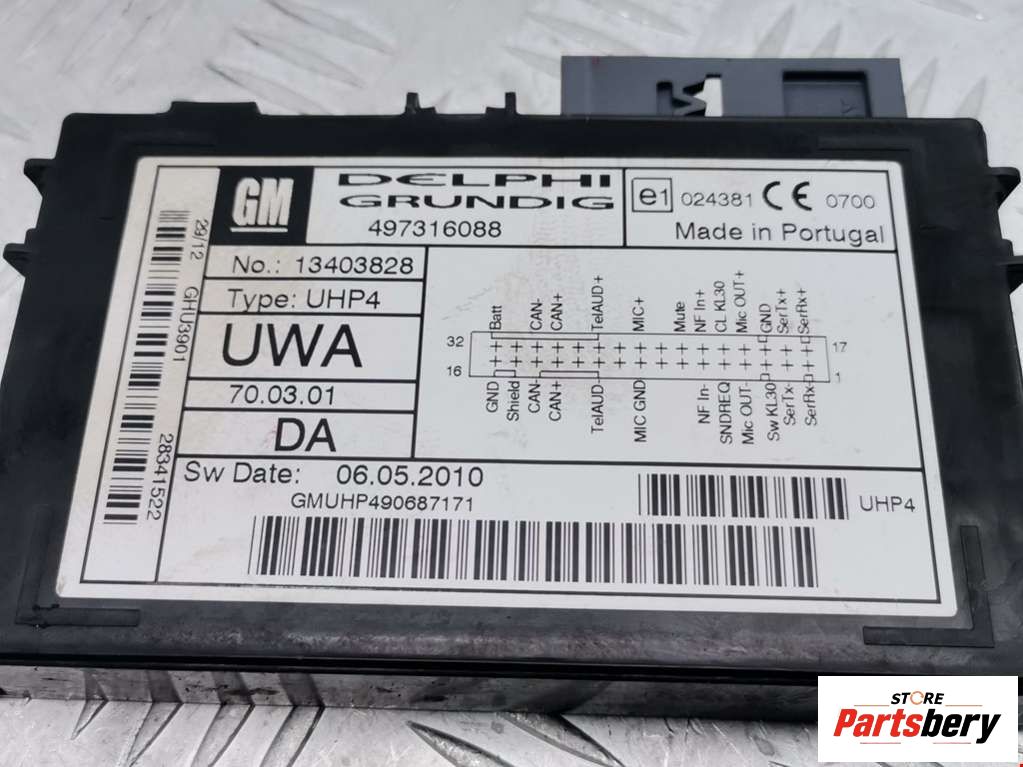 GM
DELPHI
GRUNDIG
497316088
e1 024381 CE 0700
Made in Portugal
No.: 13403828
Type: UHP4
UWA
70.03.01
DA
Sw Date: 06.05.2010
GMUHP490687171
UHP4
29/12 GHU3901 28341522
Batt CAN- CAN+ TelAUD+ MIC+ Mute NF In+ CL KL30 Mic OUT+ GND SerTx+ SerRx+
32 17
16 1
GND Shield CAN- CAN+ TelAUD- MIC GND NF In- SNDREQ Mic OUT- Sw KL30 SerTx- SerRx-
STORE
Partsbery